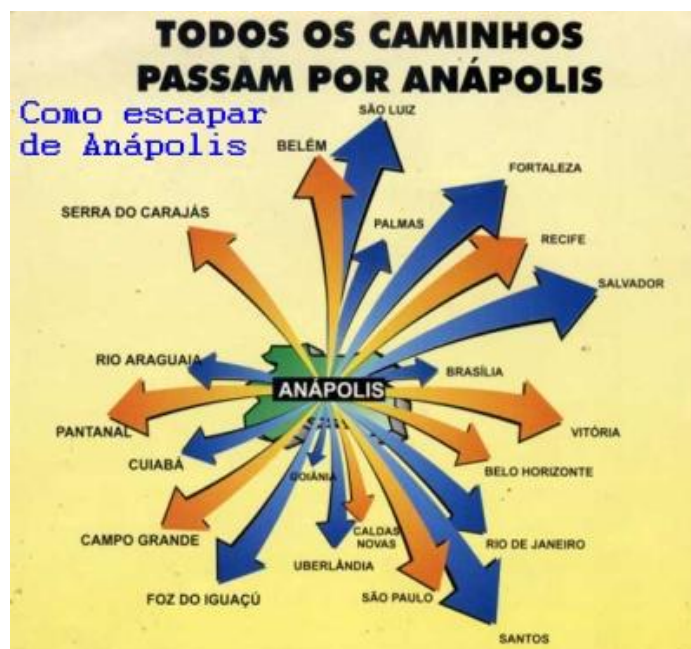 TODOS OS CAMINHOS
PASSAM POR ANÁPOLIS
Como escapar
de Anápolis
SÃO LUIZ
BELÉM
FORTALEZA
SERRA DO CARAJÁS
PALMAS
RECIFE
SALVADOR
RIO ARAGUAIA
BRASÍLIA
ANÁPOLIS
PANTANAL
VITÓRIA
CUIABÁ
BELO HORIZONTE
GOIÂNIA
CAMPO GRANDE
CALDAS
NOVAS
RIO DE JANEIRO
UBERLÂNDIA
FOZ DO IGUAÇÚ
SÃO PAULO
SANTOS